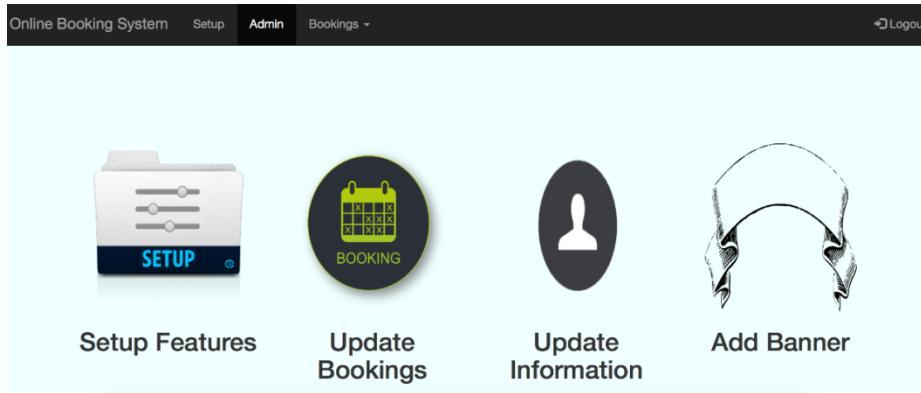 Online Booking System Setup Admin Bookings Logou
SETUP
BOOKING
Setup Features Update Update Add Banner
Bookings Information